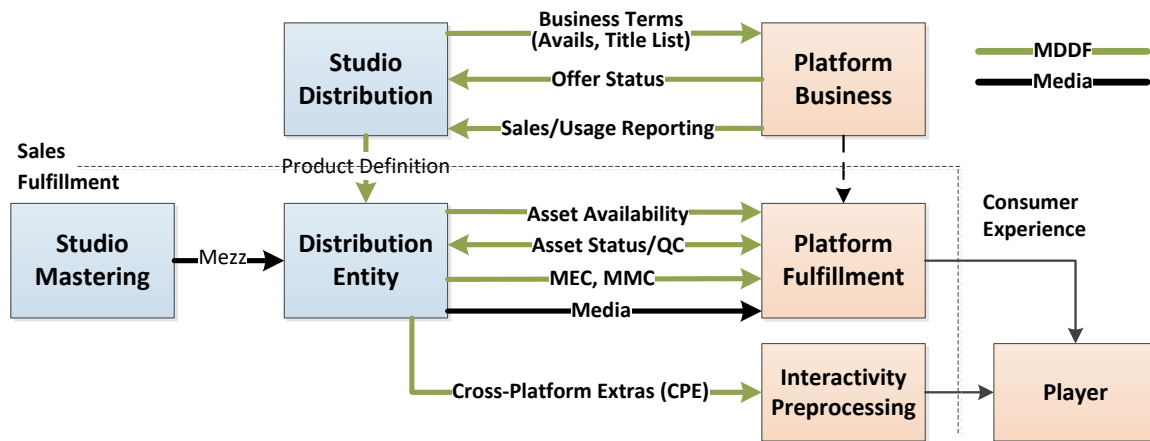 Business Terms
(Avails, Title List)
Studio
Distribution
Offer Status
Platform
Business
MDDF
Media
Sales/Usage Reporting
Sales
Product Definition
Fulfillment
Studio
Mastering
Mezz
Distribution
Entity
Asset Availability
Asset Status/QC
MEC, MMC
Media
Platform
Fulfillment
Consumer
Experience
Cross-Platform Extras (CPE)
Interactivity
Preprocessing
Player